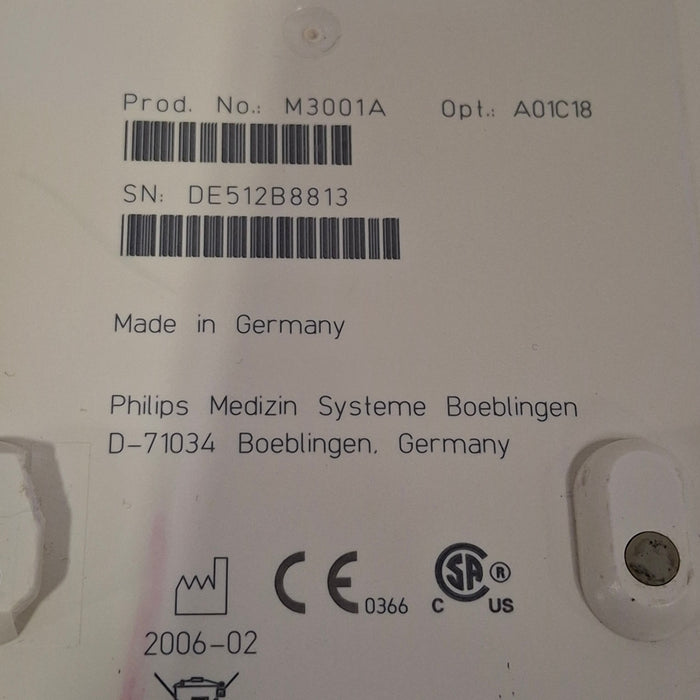 Prod. No.: M3001A Opt.: A01C18
SN: DE512B8813
Made in Germany
Philips Medizin Systeme Boeblingen
D-71034 Boeblingen, Germany
CE 0366
C SA ® US
2006-02